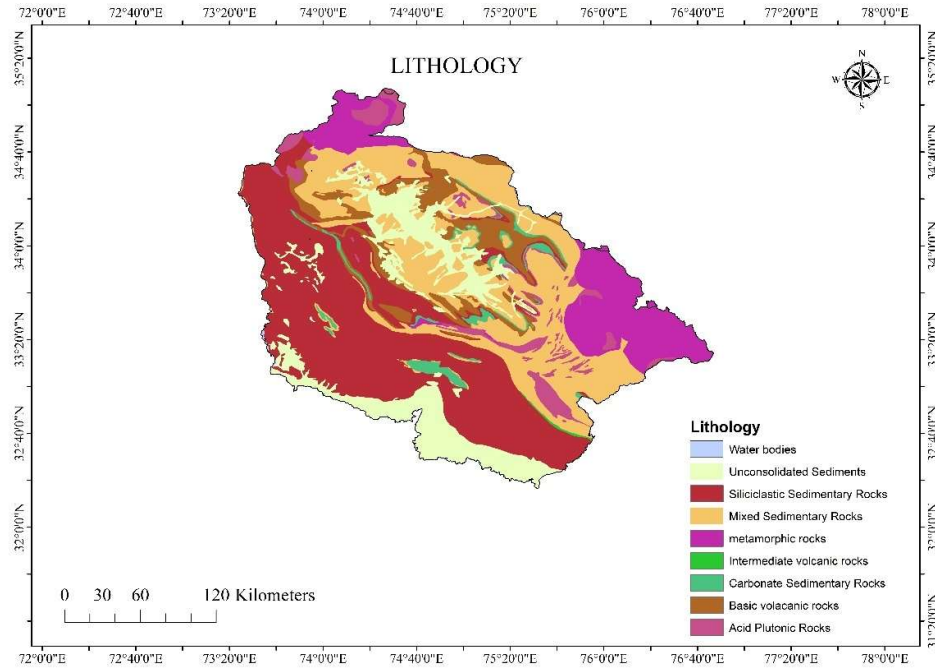 72°0'0"E 72°40'0"E 73°20'0"E 74°0'0"E 74°40'0"E 75°20'0"E 76°0'0"E 76°40'0"E 77°20'0"E 78°0'0"E
LITHOLOGY
N
W E
S
35°20'0"N
34°40'0"N
34°0'0"N
33°20'0"N
32°40'0"N
32°0'0"N
Lithology
Water bodies
Unconsolidated Sediments
Siliclastic Sedimentary Rocks
Mixed Sedimentary Rocks
metamorphic rocks
Intermediate volcanic rocks
Carbonate Sedimentary Rocks
Basic volacanic rocks
Acid Plutonic Rocks
0 30 60 120 Kilometers
72°0'0"E 72°40'0"E 73°20'0"E 74°0'0"E 74°40'0"E 75°20'0"E 76°0'0"E 76°40'0"E 77°20'0"E 78°0'0"E